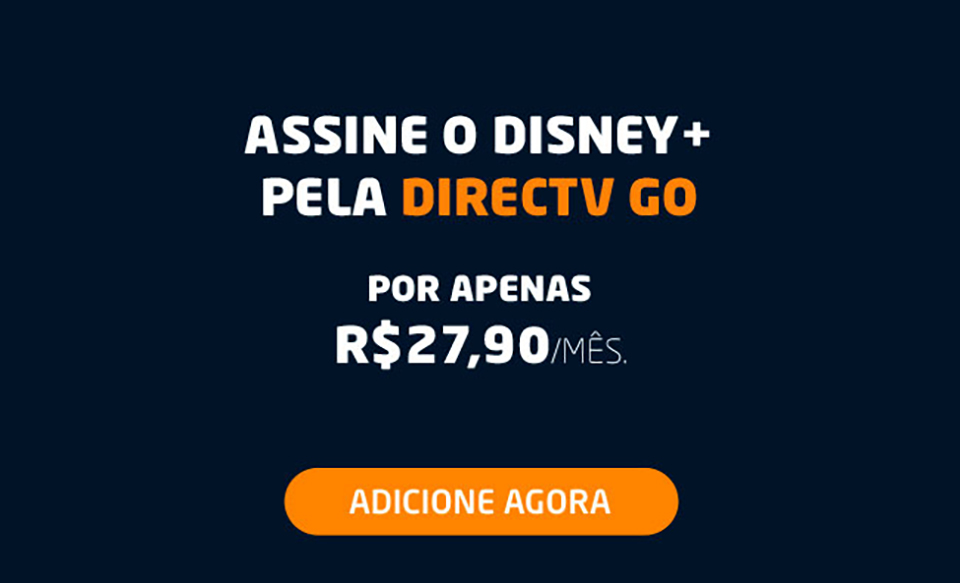 ASSINE O DISNEY+
PELA DIRECTV GO
POR APENAS
R$27,90/MÊS.
ADICIONE AGORA